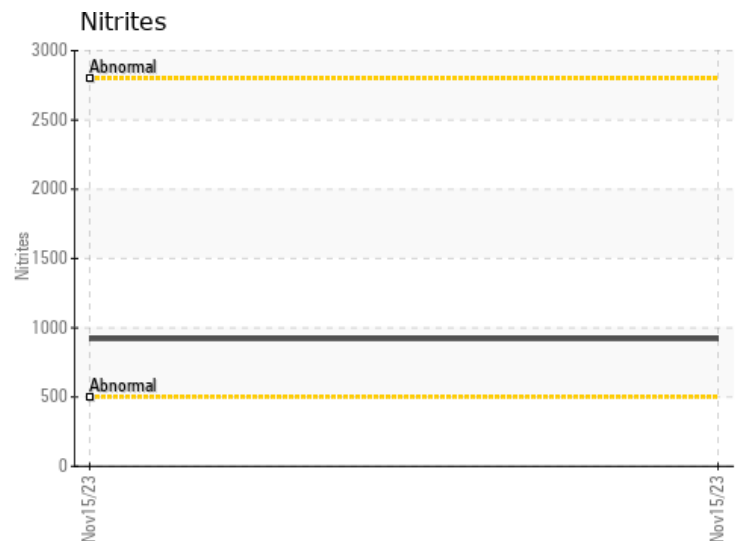 Nitrites
3000
Abnormal
2500
2000
Nitrites
1500
1000
Abnormal
500
0
Nov15/23
Nov15/23